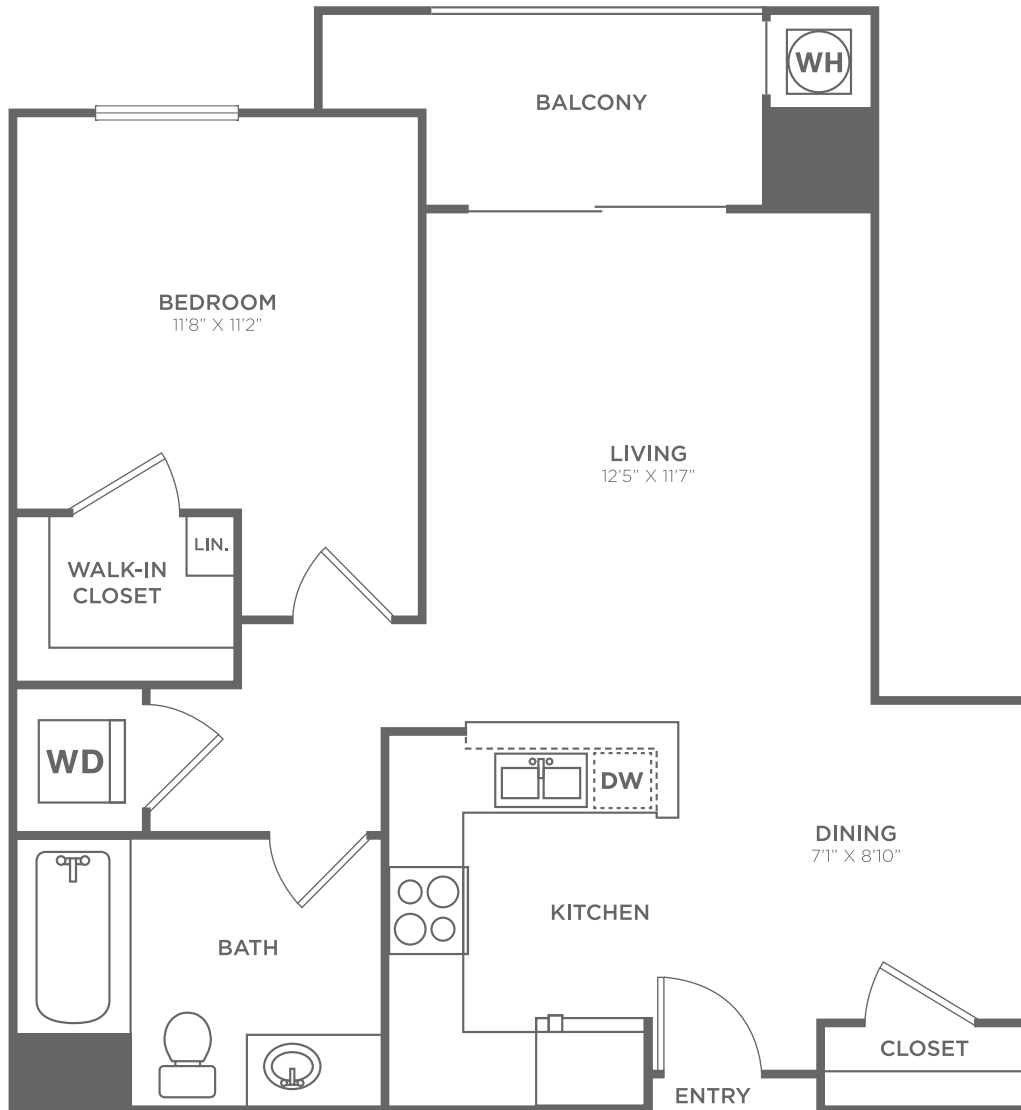 WH
BALCONY
BEDROOM
11'8" X 11'2"
LIVING
12'5" X 11'7"
LIN.
WALK-IN
CLOSET
WD
DW
DINING
7'1" X 8'10"
KITCHEN
BATH
CLOSET
ENTRY